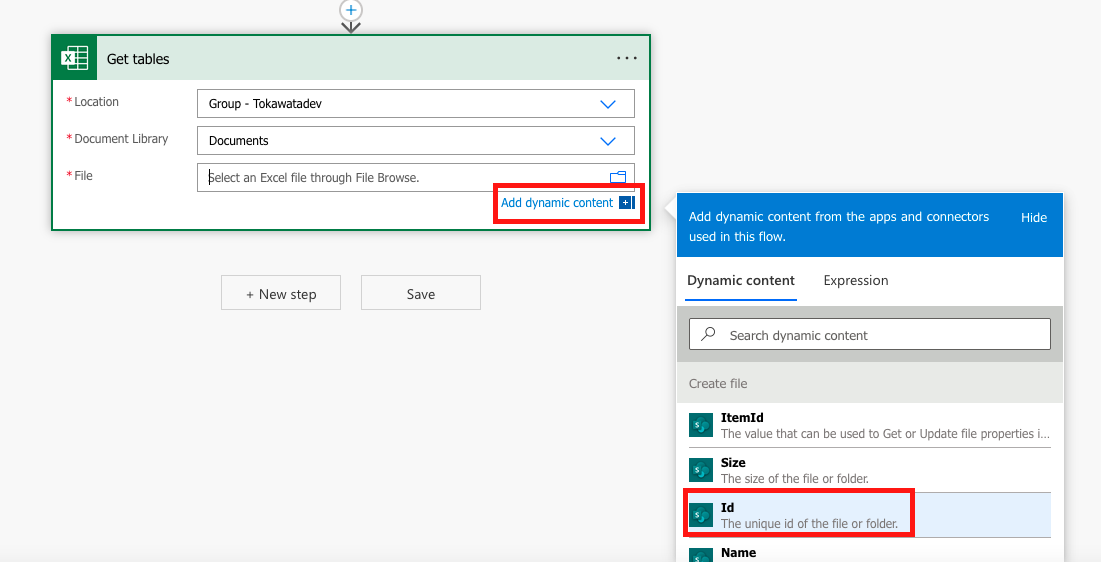 Get tables
*Location
Group - Tokawatadev
*Document Library
Documents
*File
Select an Excel file through File Browse.
Add dynamic content
+ New step
Save
Add dynamic content from the apps and connectors
used in this flow.
Hide
Dynamic content
Expression
Search dynamic content
Create file
ItemId
The value that can be used to Get or Update file properties i...
Size
The size of the file or folder.
Id
The unique id of the file or folder.
Name